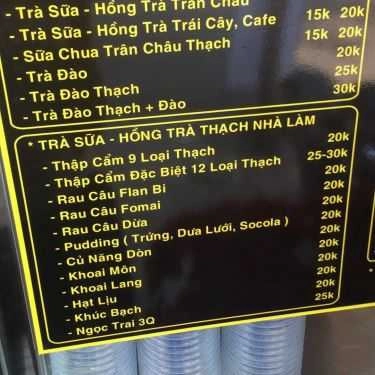 - Trà Sữa - Hồng Trà Trân Châu
- Trà Sữa - Hồng Trà Trái Cây, Cafe 15k 20k
- Sữa Chua Trân Châu Thạch 15k 20k
- Trà Đào 20k
- Trà Đào Thạch 25k
- Trà Đào Thạch + Đào 30k
* TRÀ SỮA - HỒNG TRÀ THẠCH NHÀ LÀM
- Thập Cẩm 9 Loại Thạch 20k
- Thập Cẩm Đặc Biệt 12 Loại Thạch 25-30k
- Rau Câu Flan Bi 20k
- Rau Câu Fomai 20k
- Rau Câu Dừa 20k
- Pudding ( Trứng, Dưa Lưới, Socola ) 20k
- Củ Năng Dòn 20k
- Khoai Môn 20k
- Khoai Lang 20k
- Hạt Lịu 20k
- Khúc Bạch 20k
- Ngọc Trai 3Q 25k